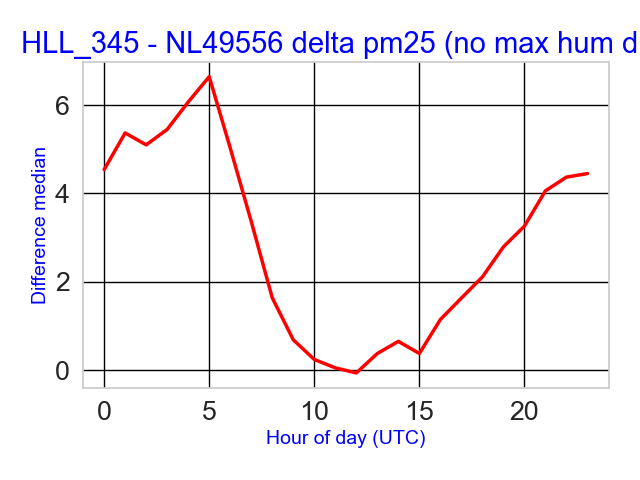 HLL_345 - NL49556 delta pm25 (no max hum d
Difference median
6
4
2
0
0 5 10 15 20
Hour of day (UTC)